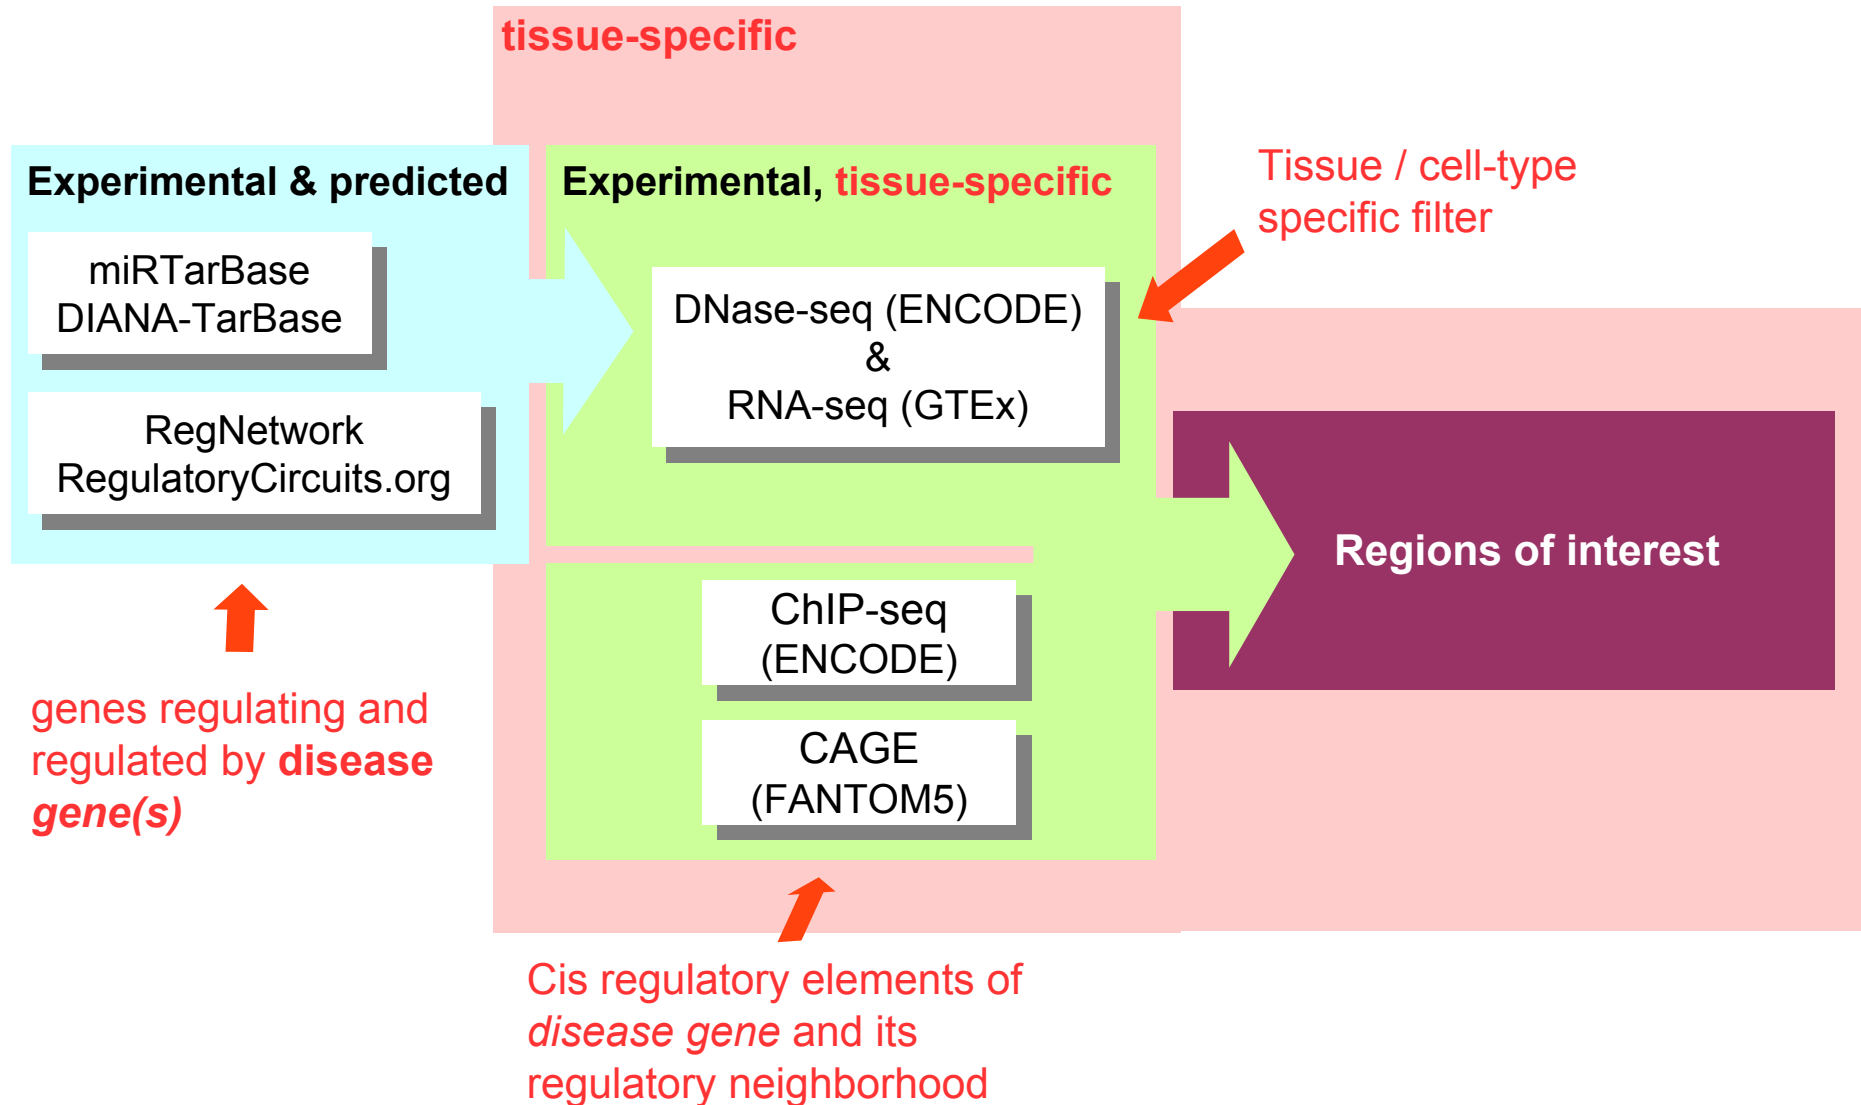 tissue-specific
Experimental & predicted
miRTarBase
DIANA-TarBase
RegNetwork
RegulatoryCircuits.org
genes regulating and
regulated by disease
gene(s)
Experimental, tissue-specific
DNase-seq (ENCODE)
&
RNA-seq (GTEx)
Tissue / cell-type
specific filter
ChIP-seq
(ENCODE)
CAGE
(FANTOM5)
Cis regulatory elements of
disease gene and its
regulatory neighborhood
Regions of interest